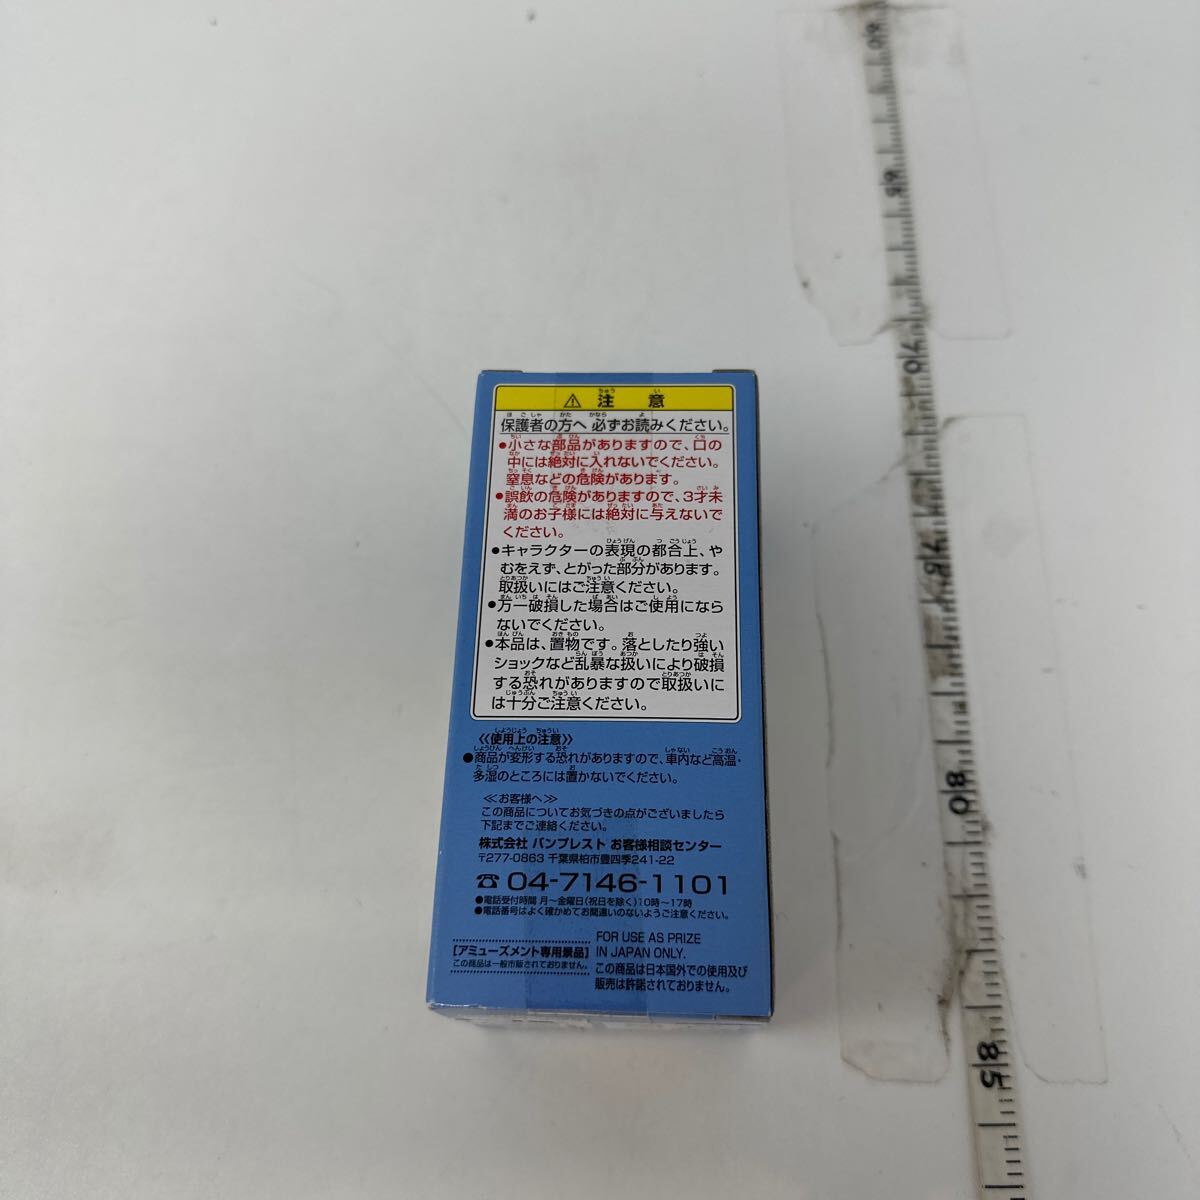 ⚠ 注意
保護者の方へ 必ずお読みください。
●小さな部品がありますので、口の
中には絶対に入れないでください。
窒息などの危険があります。
●誤飲の危険がありますので、3才未
満のお子様には絶対に与えないで
ください。
●キャラクターの表現の都合上、や
むをえず、とがった部分があります。
取扱いにはご注意ください。
●万一破損した場合はご使用になら
ないでください。
●本品は、置物です。落としたり強い
ショックなど乱暴な扱いにより破損
する恐れがありますので取扱いに
は十分ご注意ください。
《使用上の注意》
●商品が変形する恐れがありますので、車内など高温・
多湿のところには置かないでください。
≪お客様へ≫
この商品についてお気づきの点がございましたら
下記までご連絡ください。
株式会社 バンプレスト お客様相談センター
〒277-0863 千葉県柏市豊四季241-22
☎ 04-7146-1101
●電話受付時間 月〜金曜日(祝日を除く)10時〜17時
●電話番号はよく確かめてお間違いのないようご注意ください。
[アミューズメント専用景品]
この商品は一般市販されておりません。
FOR USE AS PRIZE
IN JAPAN ONLY.
この商品は日本国外での使用及び
販売は許諾されておりません。
70
75
80
85